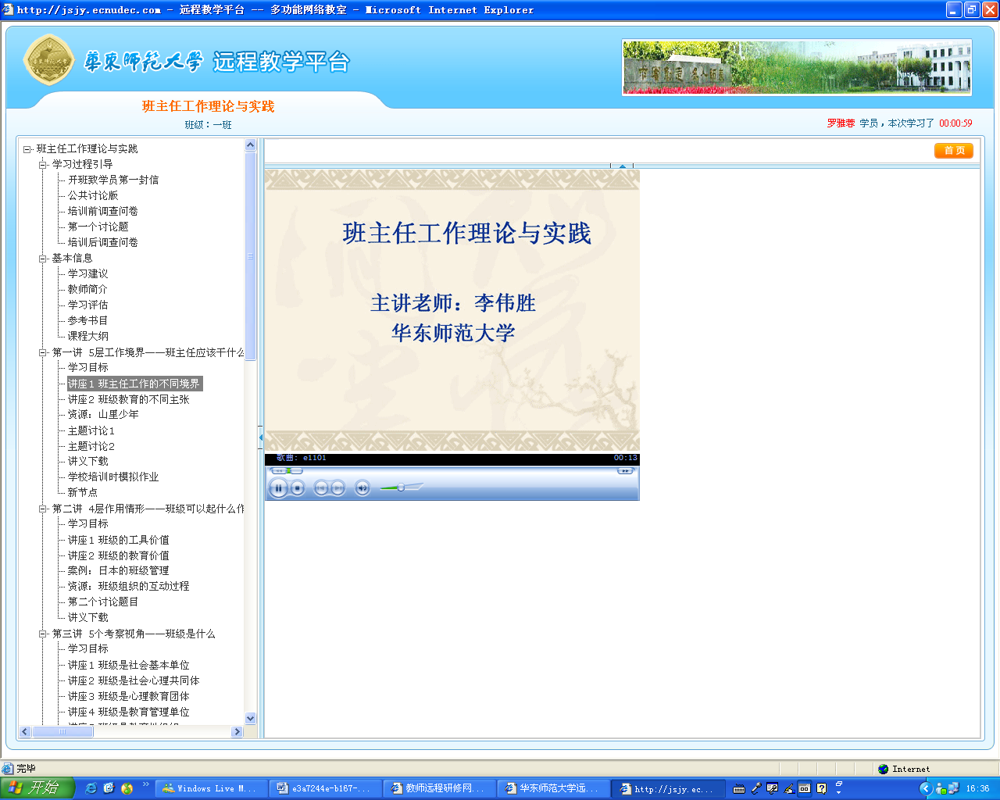 http://jsjy.ecnudec.com - 远程教学平台 -- 多功能网络教室 - Microsoft Internet Explorer
華東師範大學 远程教学平台
班主任工作理论与实践
班级：一班
罗雅蓉 学员，本次学习了 00:00:59
首 页
班主任工作理论与实践
学习过程引导
开班致学员第一封信
公共讨论版
培训前调查问卷
第一个讨论题
培训后调查问卷
基本信息
学习建议
教师简介
学习评估
参考书目
课程大纲
第一讲 5层工作境界——班主任应该干什么
学习目标
讲座1 班主任工作的不同境界
讲座2 班级教育的不同主张
资源：山里少年
主题讨论1
主题讨论2
讲义下载
学校培训时模拟作业
新节点
第二讲 4层作用情形——班级可以起什么作
学习目标
讲座1 班级的工具价值
讲座2 班级的教育价值
案例：日本的班级管理
资源：班级组织的互动过程
第二个讨论题目
讲义下载
第三讲 5个考察视角——班级是什么
学习目标
讲座1 班级是社会基本单位
讲座2 班级是社会心理共同体
讲座3 班级是心理教育团体
讲座4 班级是教育管理单位
班主任工作理论与实践
主讲老师：李伟胜
华东师范大学
歌曲: e1101
00:13
完毕
Internet
开始
Windows Live M...
e3a7244e-b167-...
教师远程研修网...
华东师范大学远...
http://jsjy.ec...
16:36